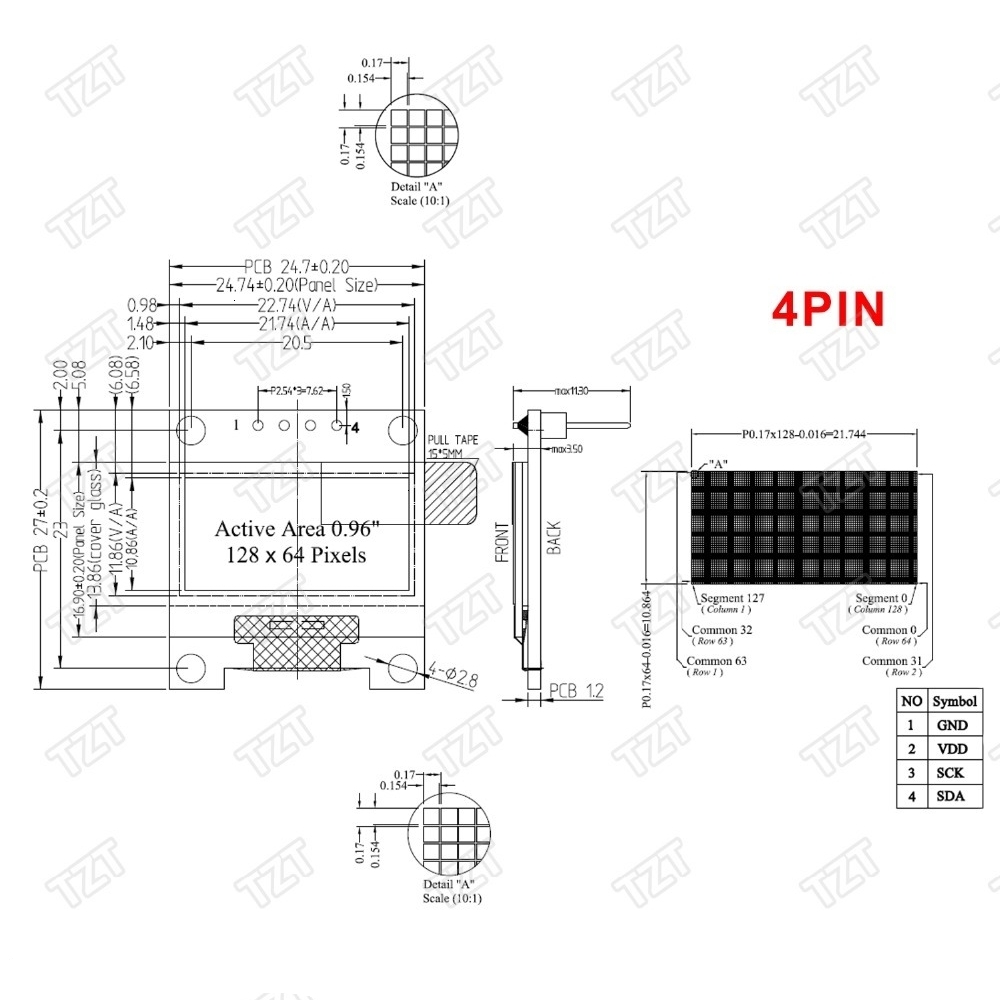 0.17
0.154
0.17
0.154
Detail "A"
Scale (10:1)
PCB 24.7±0.20
24.74±0.20(Panel Size)
0.98
22.74(V/A)
1.48
21.74(A/A)
2.10
20.5
4PIN
2.00
5.08
(6.08)
(6.58)
P2.54*3=7.62
1.50
max11.30
1
4
PULL TAPE
15*5MM
max3.50
P0.17x128-0.016=21.744
"A"
PCB 27±0.2
23
16.90±0.20(Panel Size)
13.86(cover glass)
11.86(V/A)
10.86(A/A)
Active Area 0.96"
128 x 64 Pixels
FRONT
BACK
P0.17x64-0.016=10.864
Segment 127
( Column 1 )
Segment 0
( Column 128 )
Common 32
( Row 63 )
Common 0
( Row 64 )
Common 63
( Row 1 )
Common 31
( Row 2 )
4-Φ2.8
PCB 1.2
NO Symbol
1 GND
2 VDD
3 SCK
4 SDA
0.17
0.154
0.17
0.154
Detail "A"
Scale (10:1)
TZT